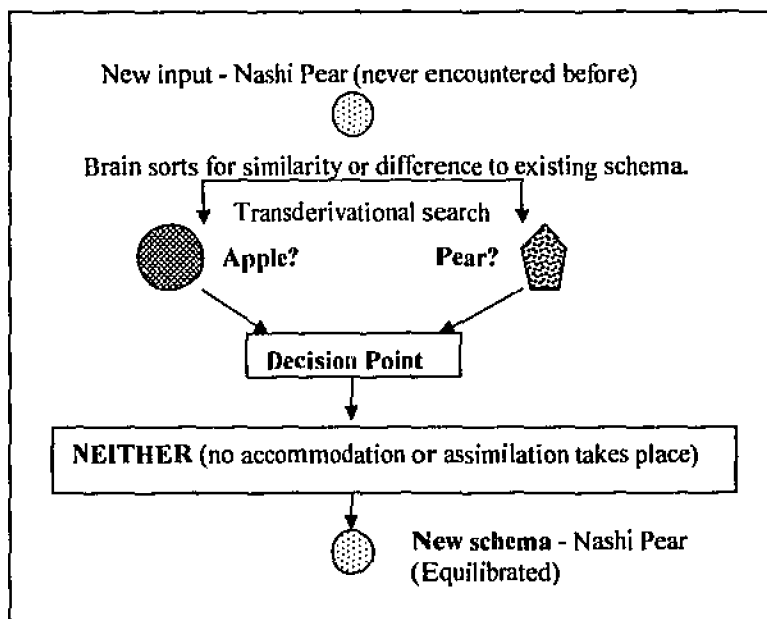 New input - Nashi Pear (never encountered before)
Brain sorts for similarity or difference to existing schema.
Transderivational search
Apple?
Pear?
Decision Point
NEITHER (no accommodation or assimilation takes place)
New schema - Nashi Pear
(Equilibrated)